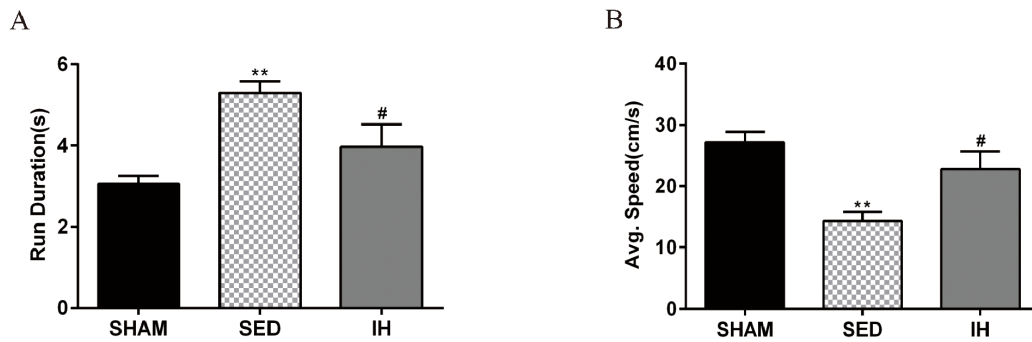 A
Run Duration(s)
6
4
2
0
**
#
SHAM SED IH
B
Avg. Speed(cm/s)
40
30
20
10
0
**
#
SHAM SED IH